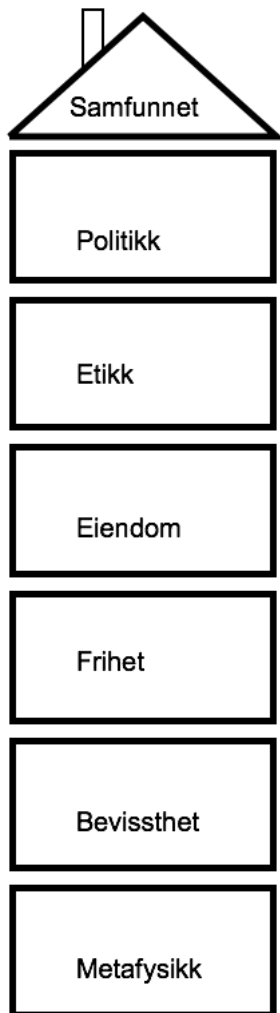 Samfunnet
Politikk
Etikk
Eiendom
Frihet
Bevissthet
Metafysikk